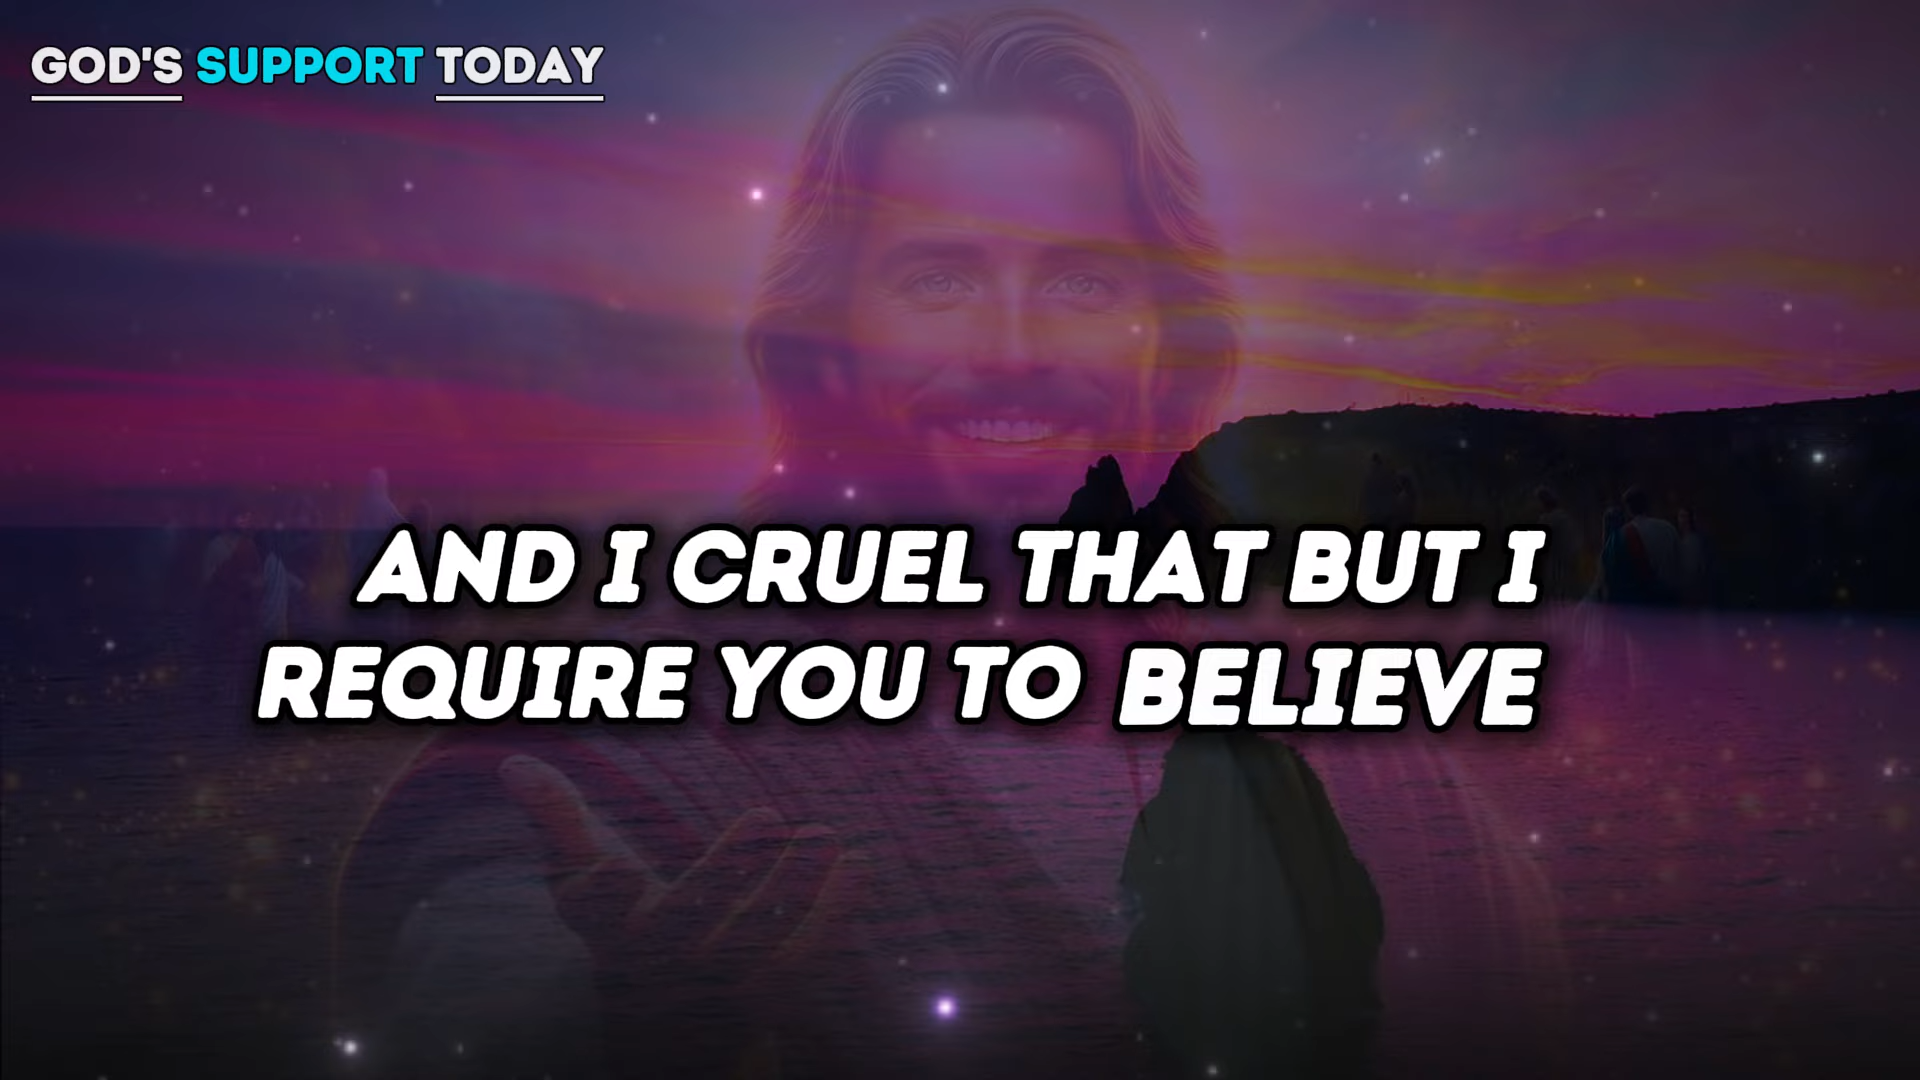 GOD'S SUPPORT TODAY
AND I CRUEL THAT BUT I
REQUIRE YOU TO BELIEVE